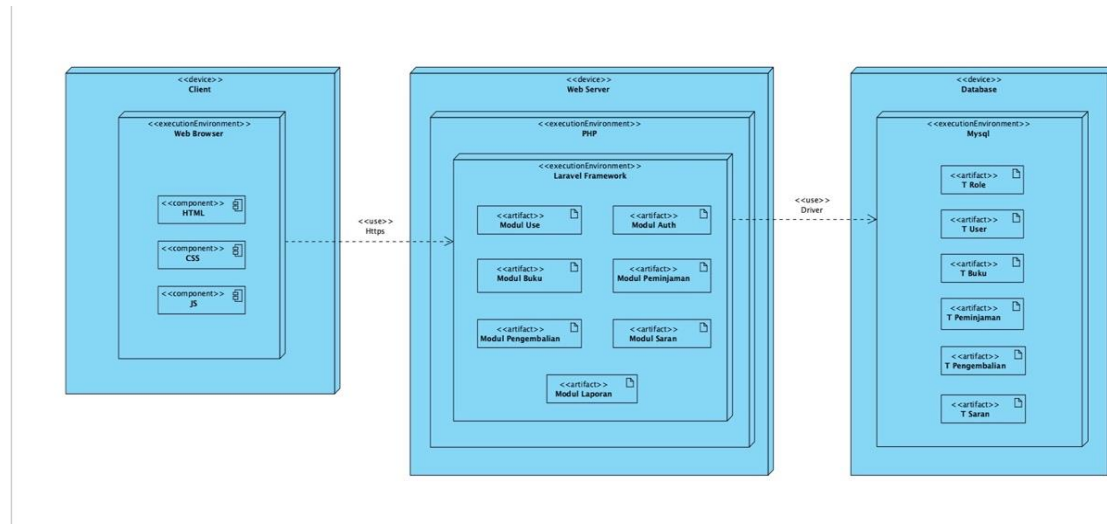 <<device>>
Client
<<executionEnvironment>>
Web Browser
<<component>>
HTML
<<component>>
CSS
<<component>>
JS
<<use>>
Https
<<device>>
Web Server
<<executionEnvironment>>
PHP
<<executionEnvironment>>
Laravel Framework
<<artifact>>
Modul Use
<<artifact>>
Modul Auth
<<artifact>>
Modul Buku
<<artifact>>
Modul Peminjaman
<<artifact>>
Modul Pengembalian
<<artifact>>
Modul Saran
<<artifact>>
Modul Laporan
<<use>>
Driver
<<device>>
Database
<<executionEnvironment>>
Mysql
<<artifact>>
T Role
<<artifact>>
T User
<<artifact>>
T Buku
<<artifact>>
T Peminjaman
<<artifact>>
T Pengembalian
<<artifact>>
T Saran